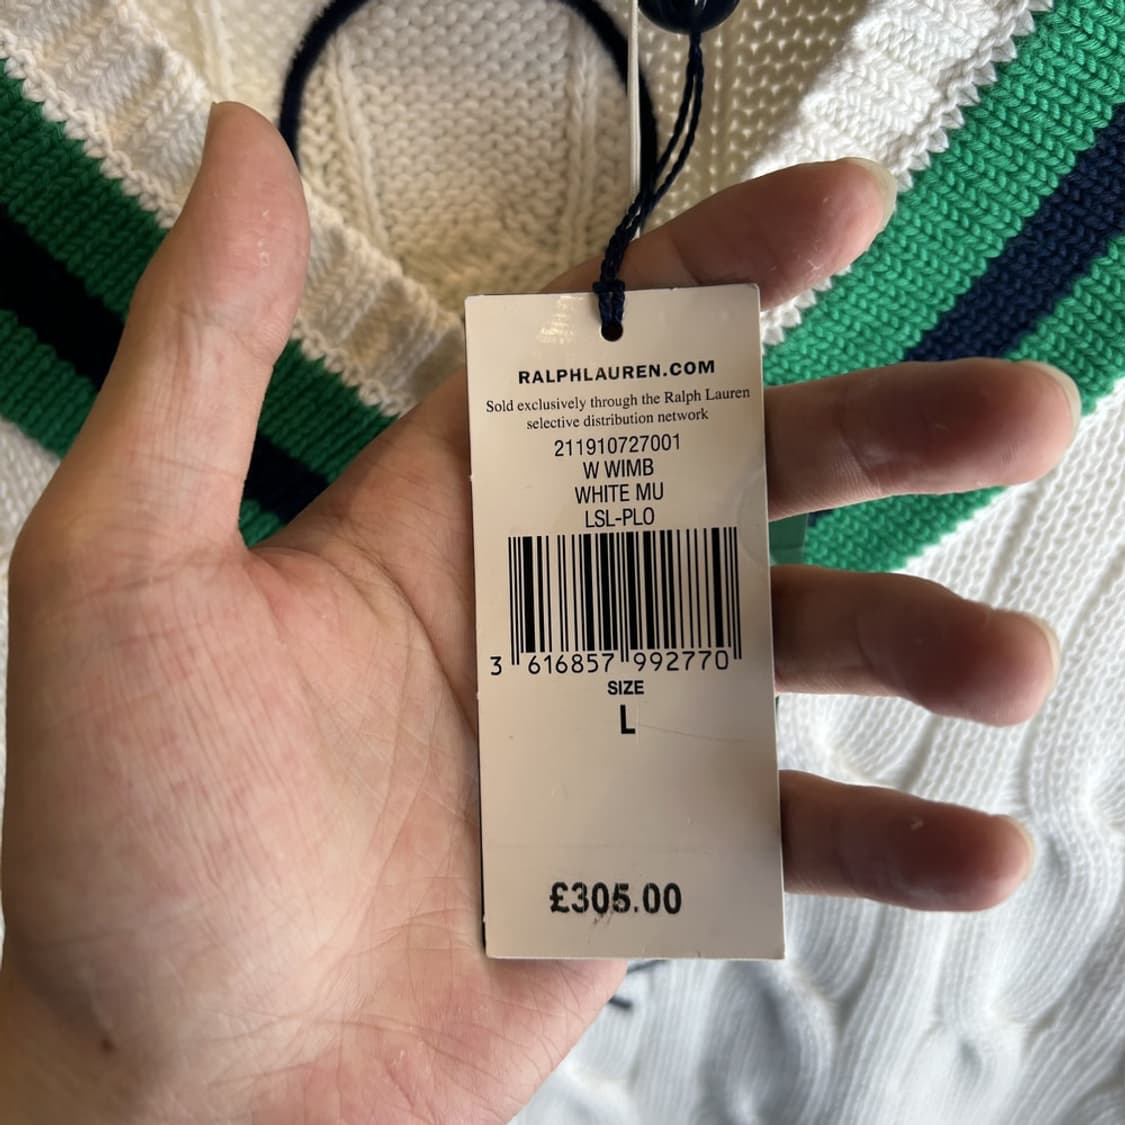 RALPHLAUREN.COM
Sold exclusively through the Ralph Lauren
selective distribution network
211910727001
W WIMB
WHITE MU
LSL-PLO
3 616857 992770
SIZE
L
£305.00